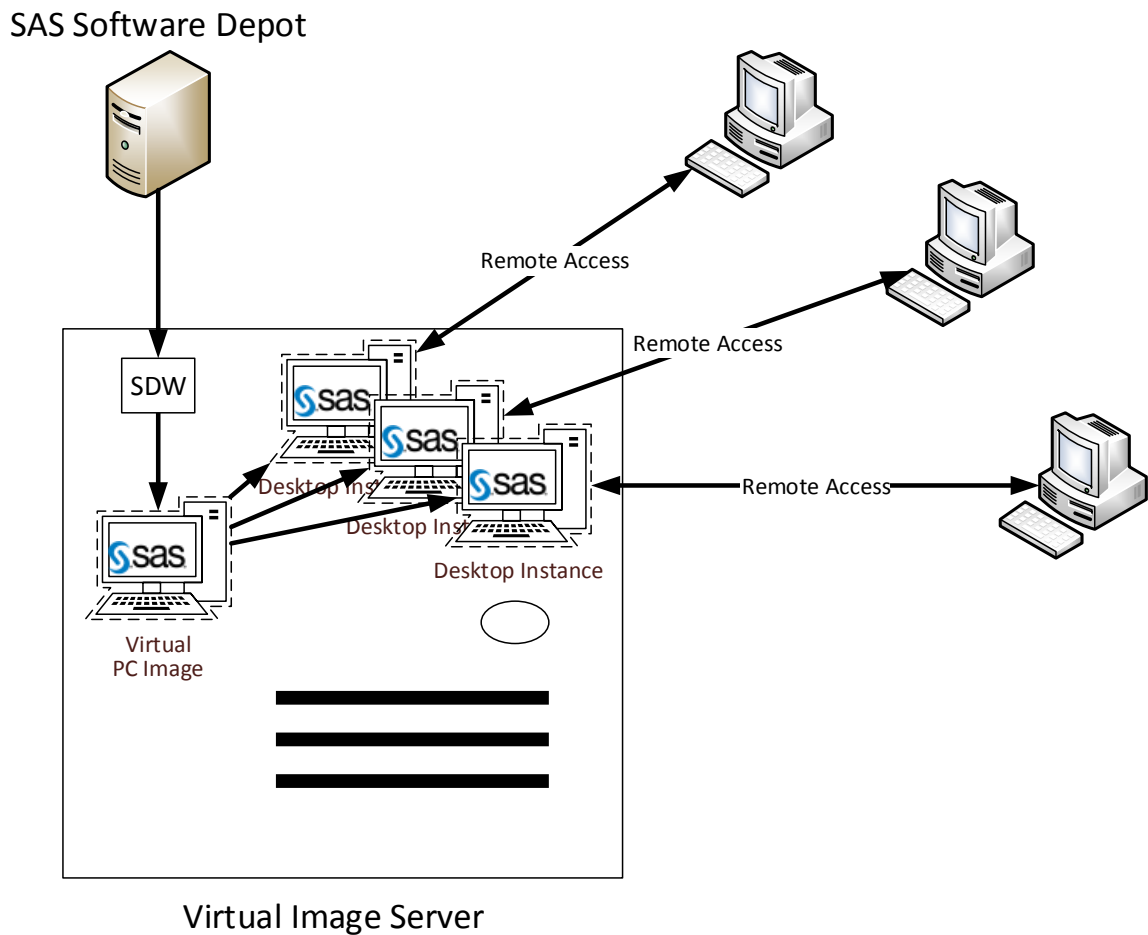 SAS Software Depot
Remote Access
Remote Access
SDW
sas
sas
sas
Desktop Ins
Remote Access
Desktop Inst
sas
Desktop Instance
Virtual
PC Image
Virtual Image Server